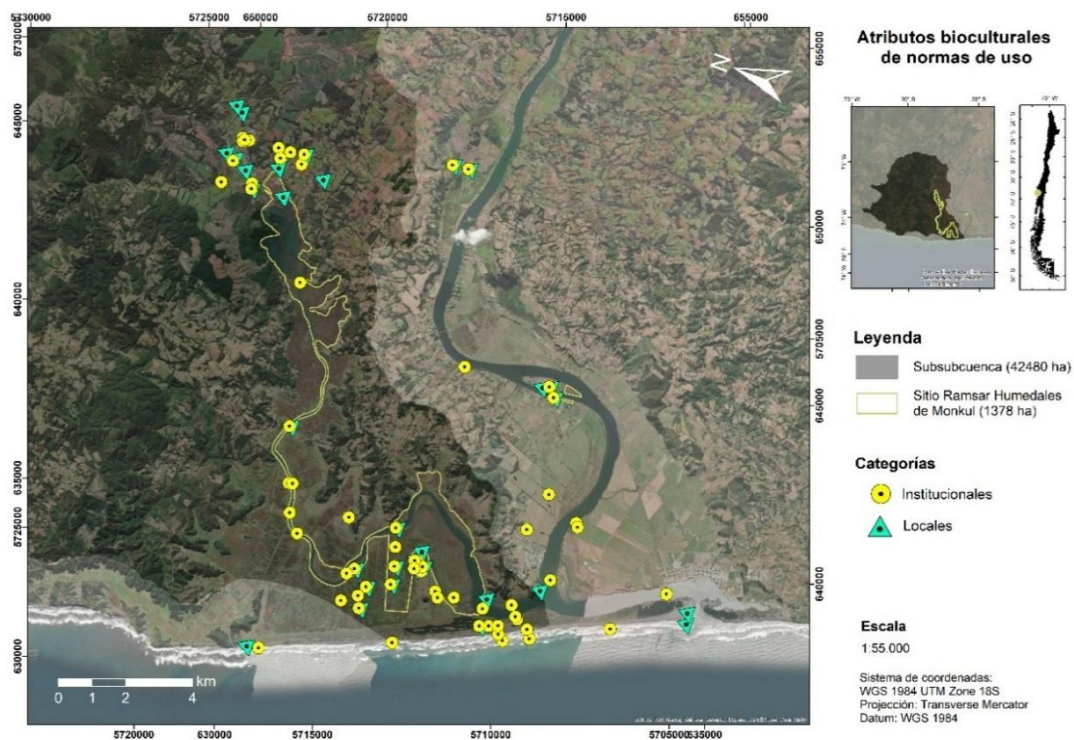 5730000
5725000 660000
5720000
5715000
655000
655000
645000
650000
640000
5705000
645000
635000
5725000
640000
630000
5720000
630000
5715000
5710000
5705000 635000
N
km
0 1 2 4
Atributos bioculturales
de normas de uso
Leyenda
Subsubcuenca (42480 ha)
Sitio Ramsar Humedales
de Monkul (1378 ha)
Categorías
Institucionales
Locales
Escala
1:55.000
Sistema de coordenadas:
WGS 1984 UTM Zone 18S
Projección: Transverse Mercator
Datum: WGS 1984